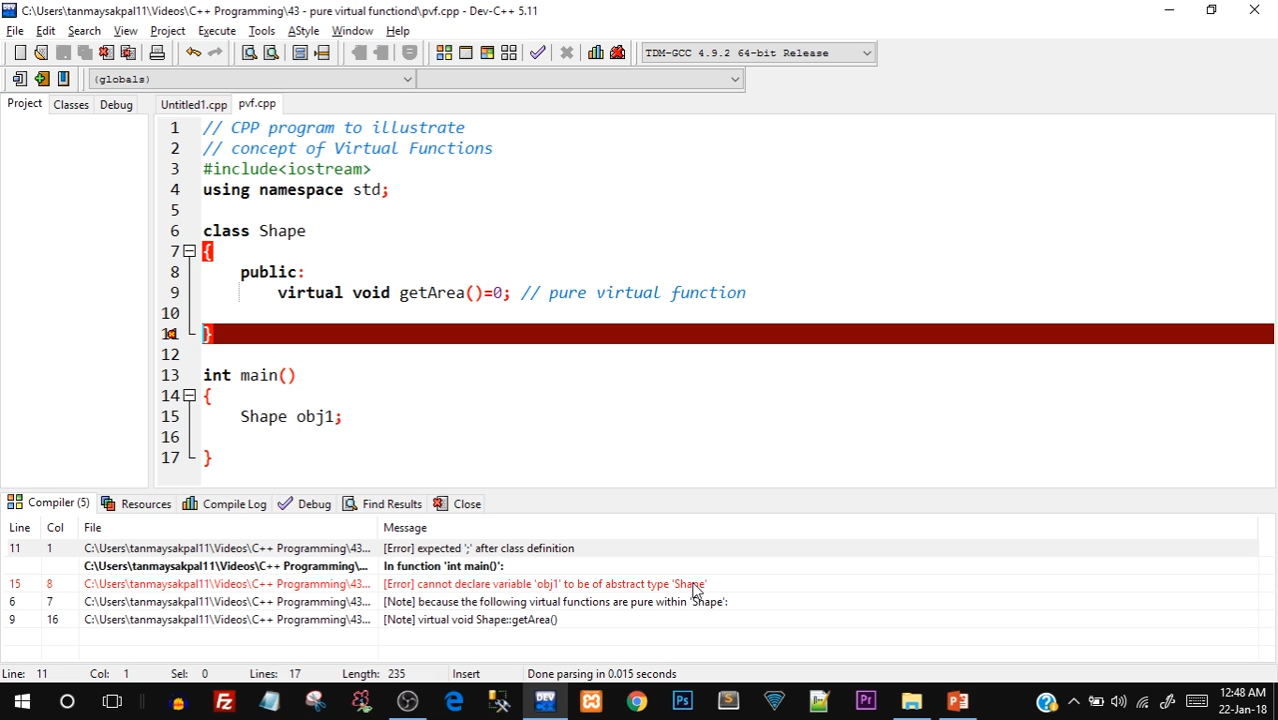 C:\Users\tanmaysakpal11\Videos\C++ Programming\43 - pure virtual functiond\pvf.cpp - Dev-C++ 5.11
File Edit Search View Project Execute Tools AStyle Window Help
TDM-GCC 4.9.2 64-bit Release
(globals)
Project Classes Debug Untitled1.cpp pvf.cpp
1 // CPP program to illustrate
2 // concept of Virtual Functions
3 #include<iostream>
4 using namespace std;
5
6 class Shape
7 {
8 public:
9 virtual void getArea()=0; // pure virtual function
10
11 }
12
13 int main()
14 {
15 Shape obj1;
16
17 }
Compiler (5) Resources Compile Log Debug Find Results Close
Line Col File Message
11 1 C:\Users\tanmaysakpal11\Videos\C++ Programming\43... [Error] expected ';' after class definition
C:\Users\tanmaysakpal11\Videos\C++ Programming\... In function 'int main()':
15 8 C:\Users\tanmaysakpal11\Videos\C++ Programming\43... [Error] cannot declare variable 'obj1' to be of abstract type 'Shape'
6 7 C:\Users\tanmaysakpal11\Videos\C++ Programming\43... [Note] because the following virtual functions are pure within 'Shape':
9 16 C:\Users\tanmaysakpal11\Videos\C++ Programming\43... [Note] virtual void Shape::getArea()
Line: 11 Col: 1 Sel: 0 Lines: 17 Length: 235 Insert Done parsing in 0.015 seconds
12:48 AM
22-Jan-18